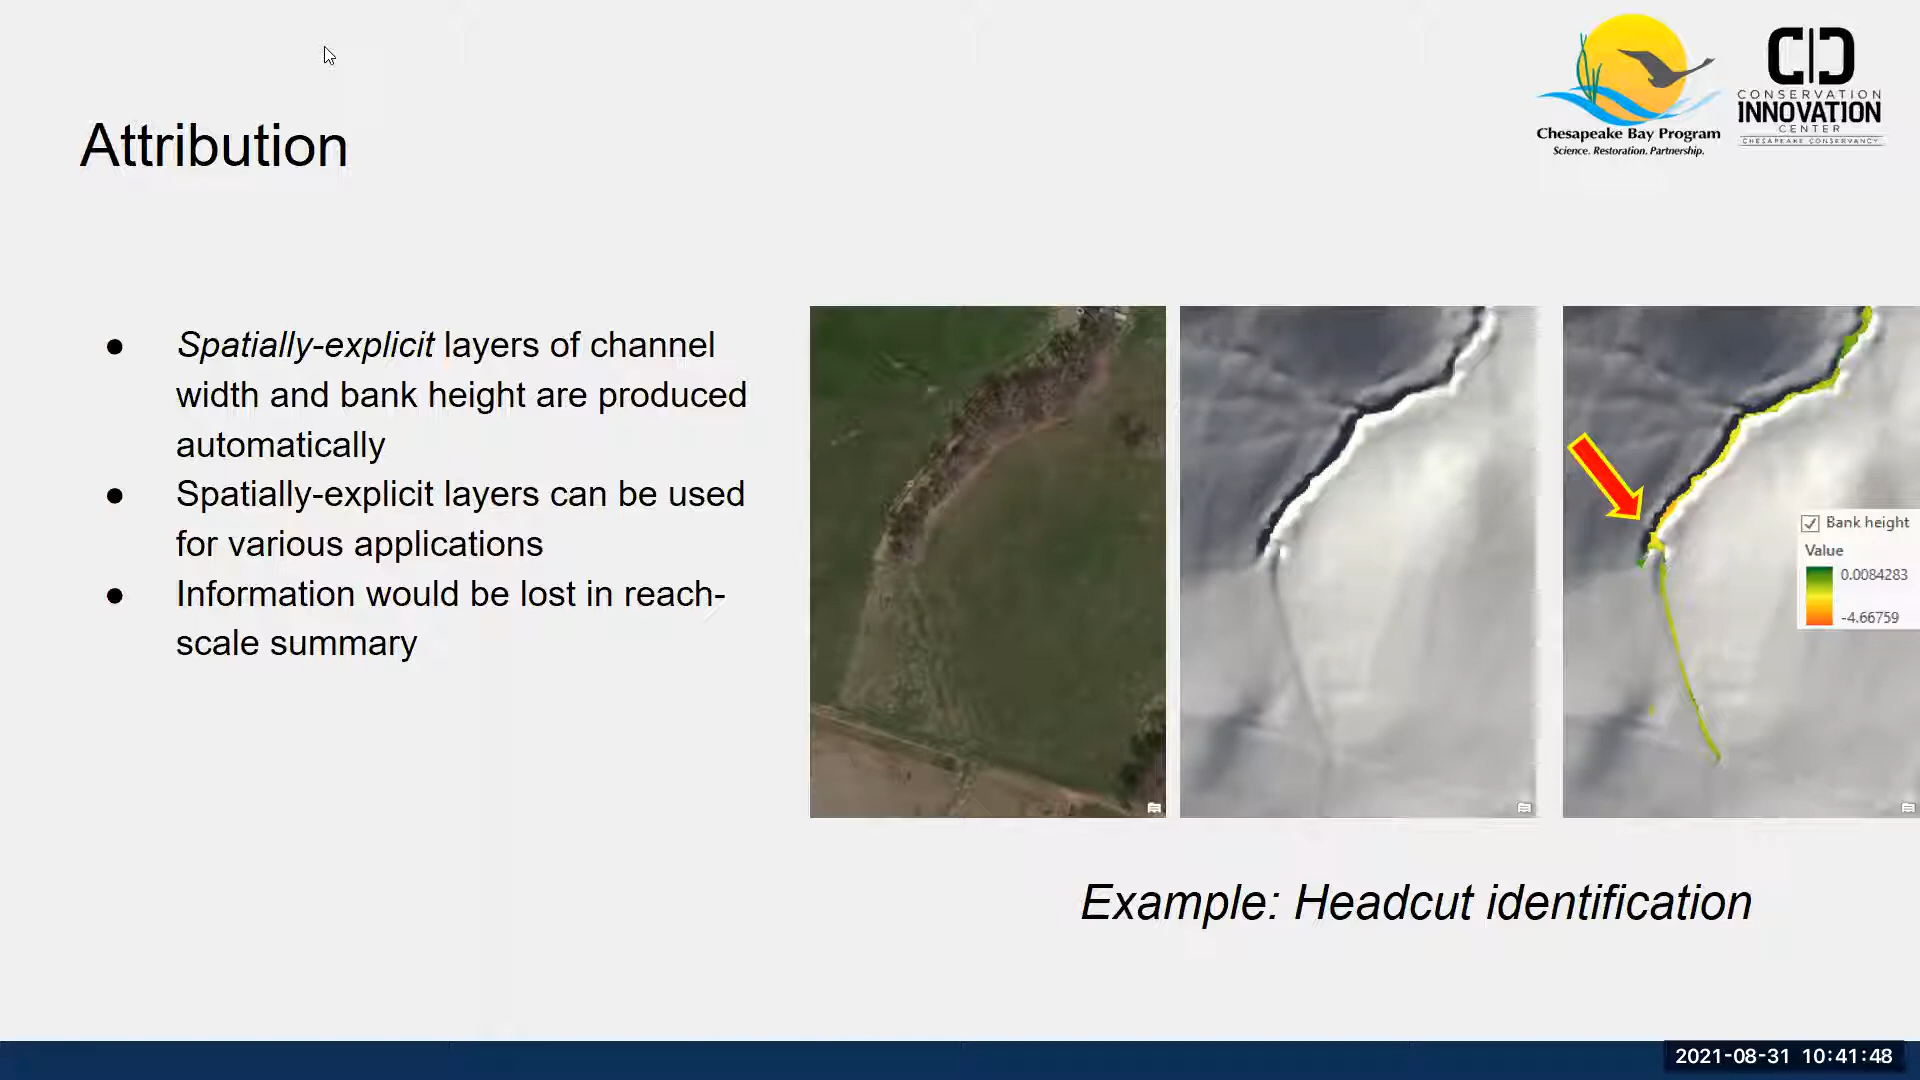 Chesapeake Bay Program
Science. Restoration. Partnership.
CONSERVATION
INNOVATION
CENTER
CHESAPEAKE CONSERVANCY
Attribution
● Spatially-explicit layers of channel
width and bank height are produced
automatically
● Spatially-explicit layers can be used
for various applications
● Information would be lost in reach-
scale summary
Bank height
Value
0.0084283
-4.66759
Example: Headcut identification
2021-08-31 10:41:48